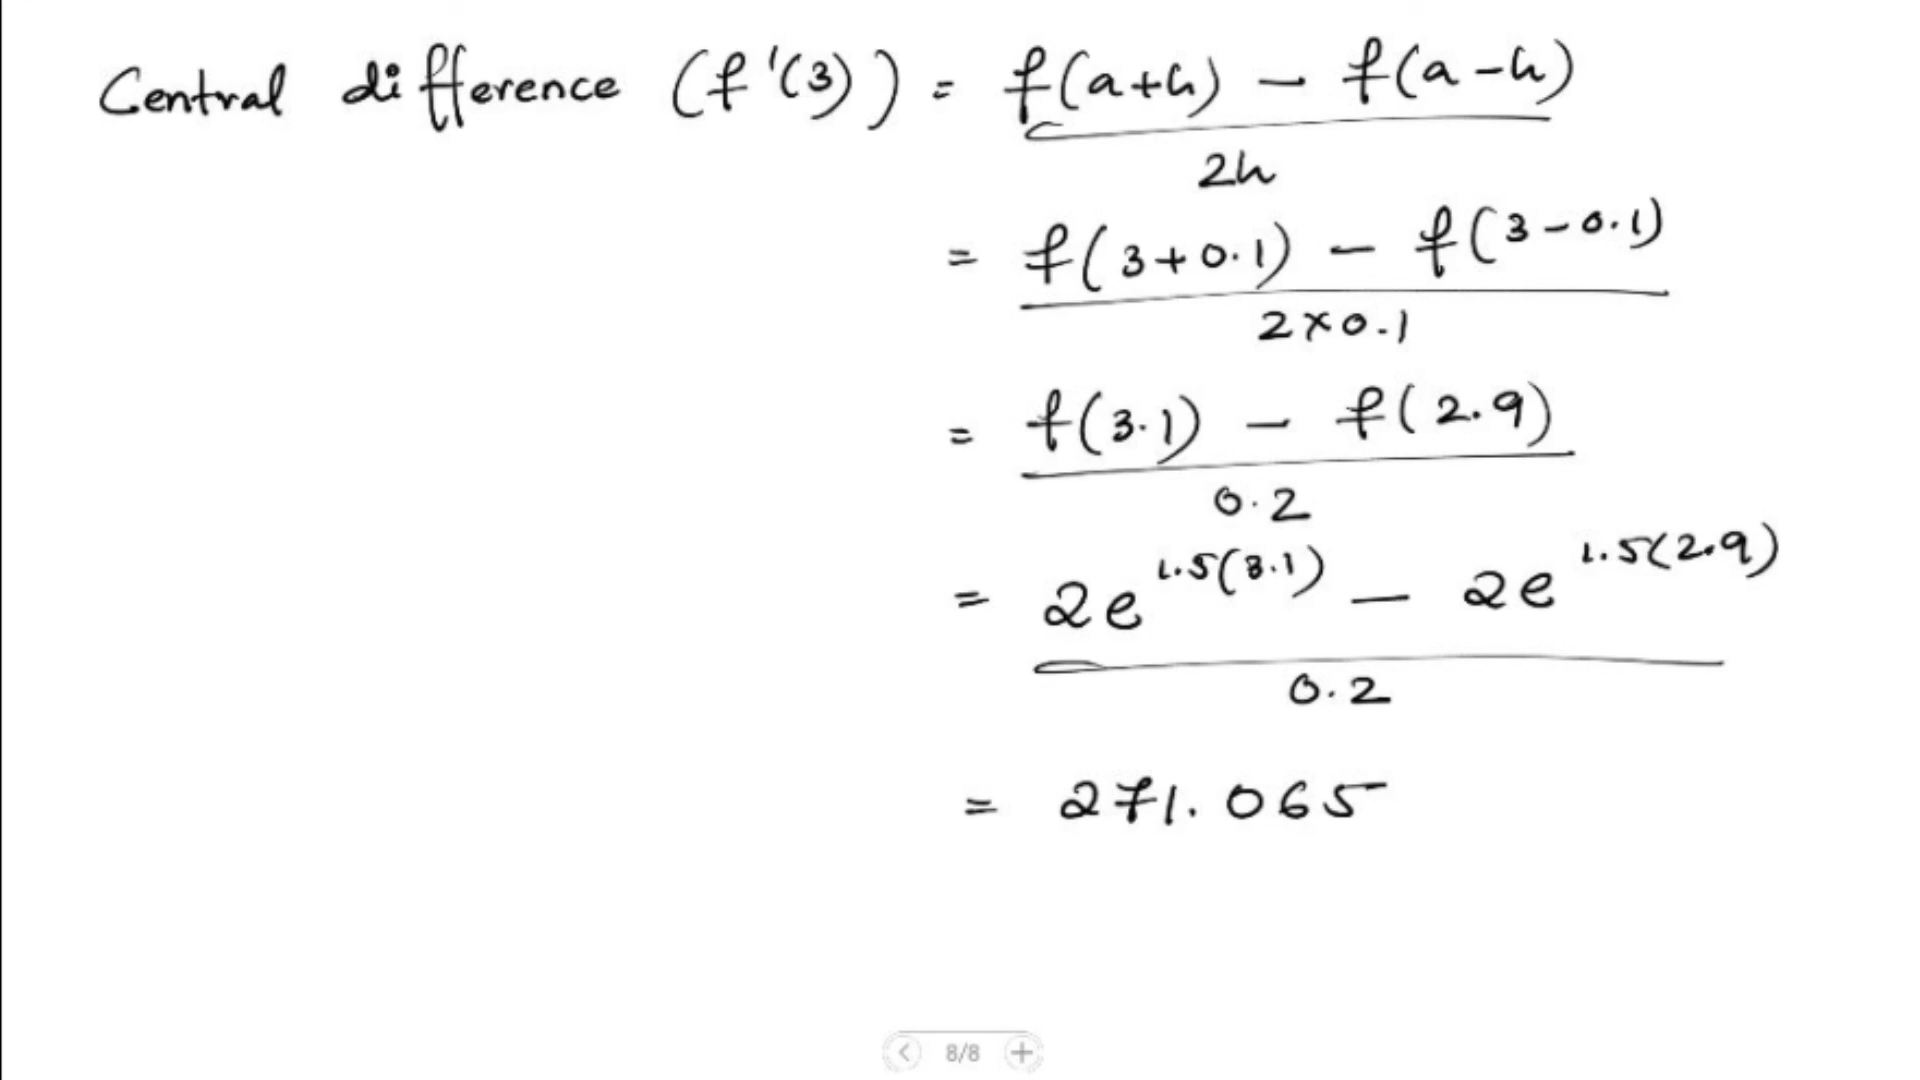 Central difference (f'(3)) = f(a+h) - f(a-h)
2h
= f(3+0.1) - f(3-0.1)
2×0.1
= f(3.1) - f(2.9)
0.2
= 2e^1.5(3.1) - 2e^1.5(2.9)
0.2
= 271.065
< 8/8 +